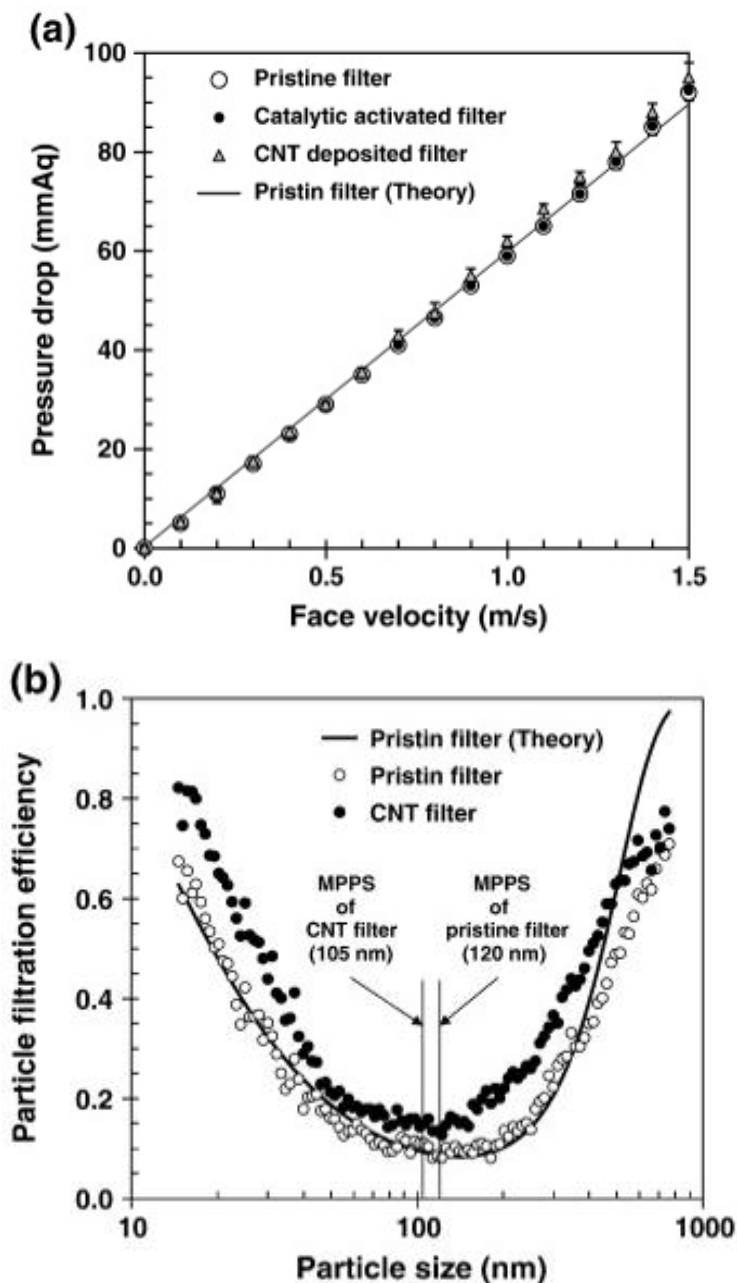 (a)
100
80
60
40
20
0
Pressure drop (mmAq)
Pristine filter
Catalytic activated filter
CNT deposited filter
Pristin filter (Theory)
0.0 0.5 1.0 1.5
Face velocity (m/s)
(b)
1.0
0.8
0.6
0.4
0.2
0.0
Particle filtration efficiency
Pristin filter (Theory)
Pristin filter
CNT filter
MPPS
of
CNT filter
(105 nm)
MPPS
of
pristine filter
(120 nm)
10 100 1000
Particle size (nm)